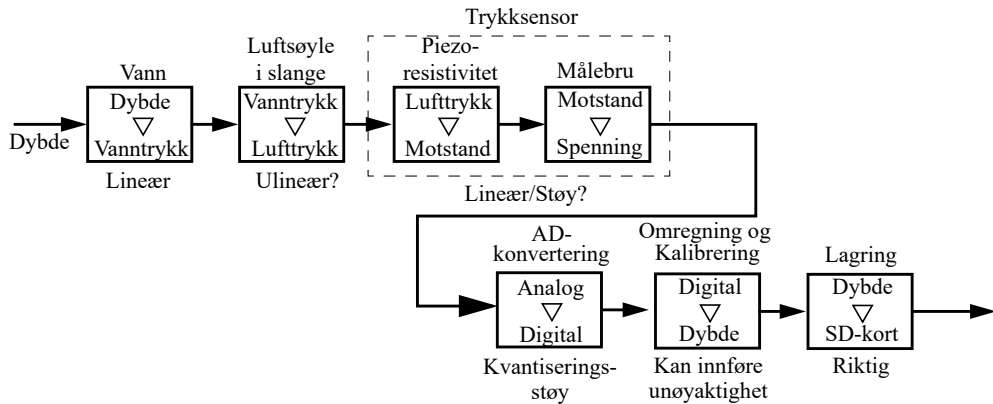 Trykksensor
Vann
Luftsøyle
i slange
Piezo-
resistivitet
Målebru
Dybde
Dybde
Vanntrykk
Vanntrykk
Lufttrykk
Lufttrykk
Motstand
Motstand
Spenning
Lineær
Ulineær?
Lineær/Støy?
AD-
konvertering
Omregning og
Kalibrering
Lagring
Analog
Digital
Digital
Dybde
Dybde
SD-kort
Kvantiserings-
støy
Kan innføre
unøyaktighet
Riktig